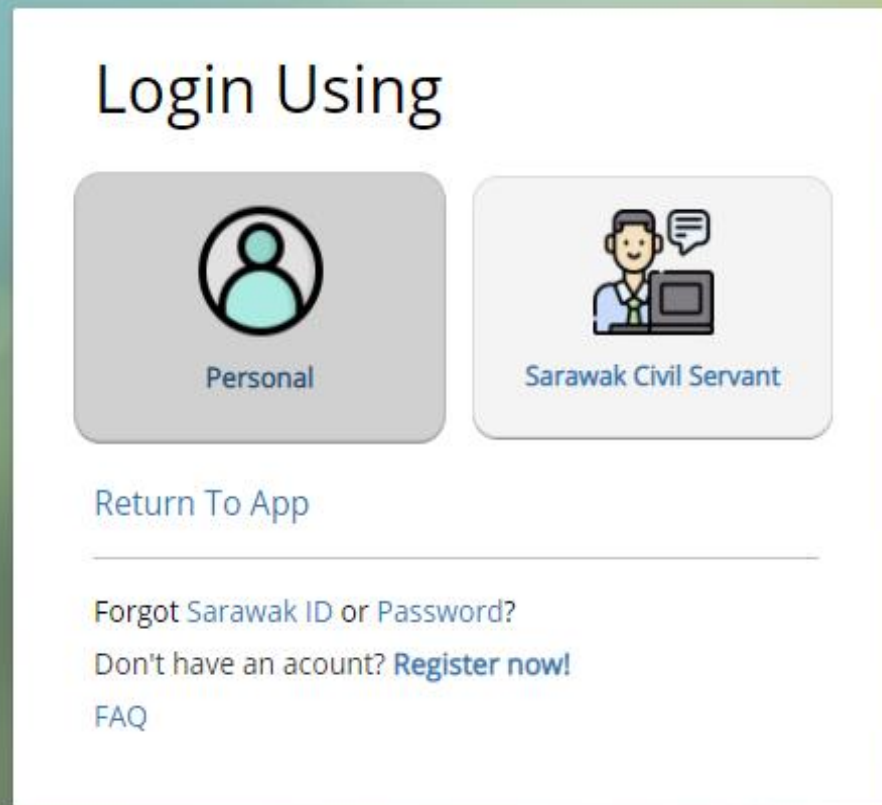 Login Using
Personal
Sarawak Civil Servant
Return To App
Forgot Sarawak ID or Password?
Don't have an acount? Register now!
FAQ